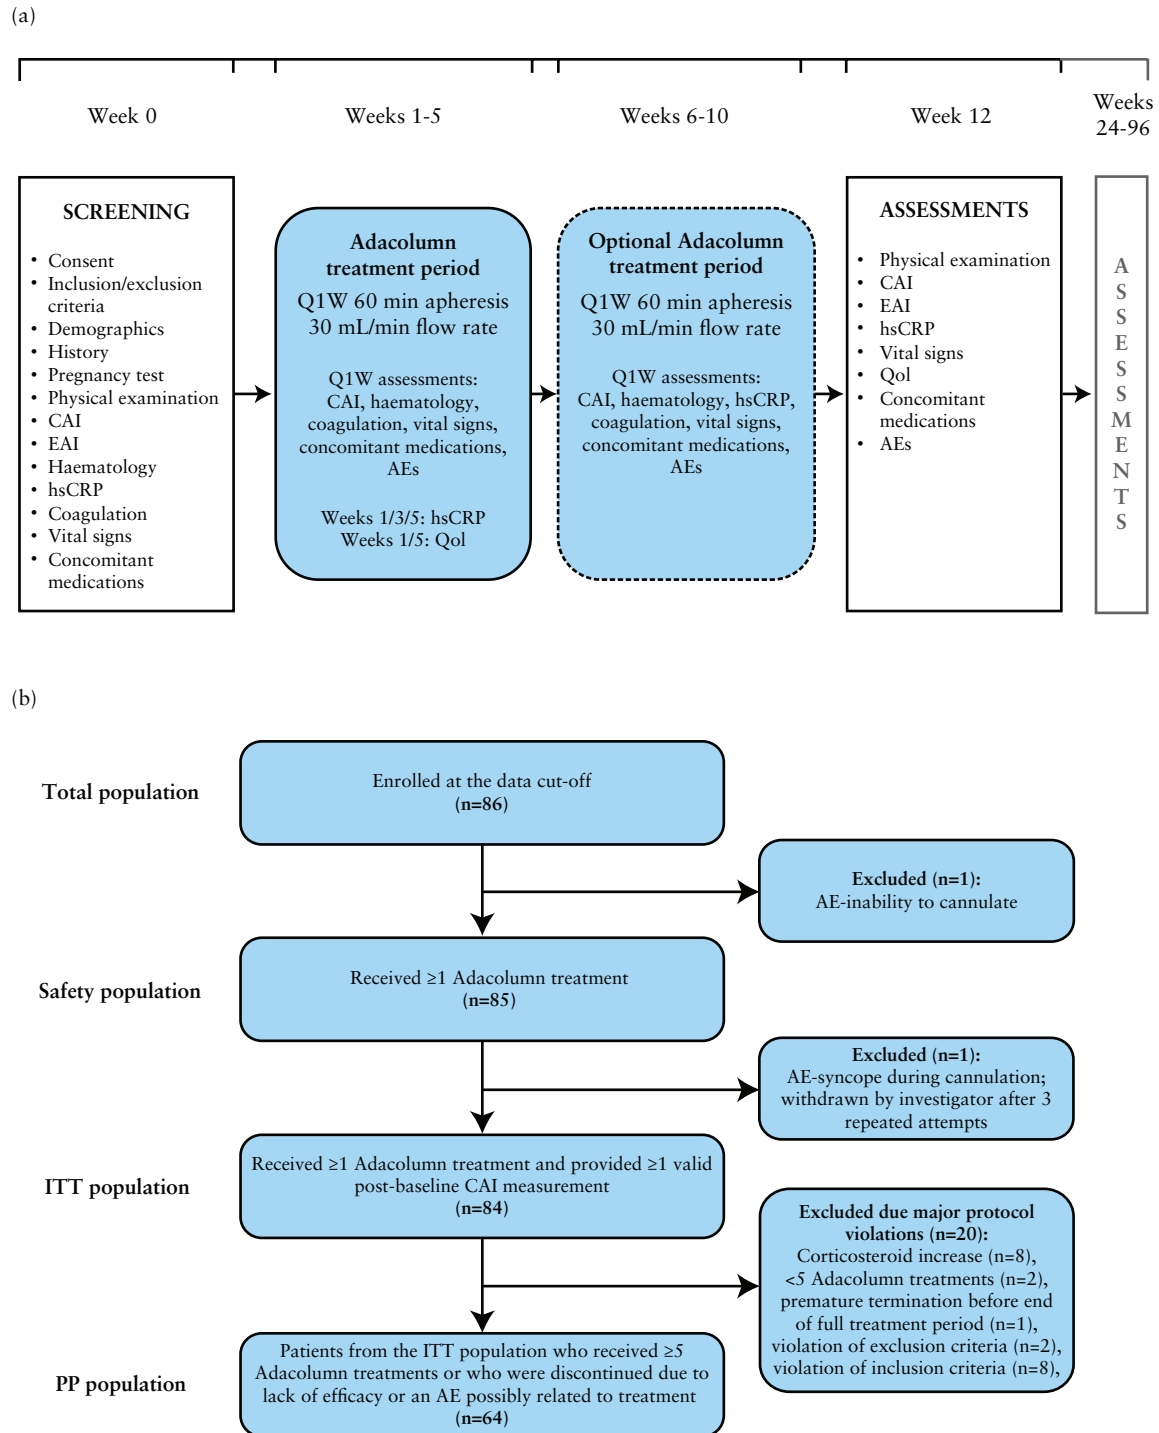 (a)
Week 0
Weeks 1-5
Weeks 6-10
Week 12
Weeks
24-96
SCREENING
• Consent
• Inclusion/exclusion
criteria
• Demographics
• History
• Pregnancy test
• Physical examination
• CAI
• EAI
• Haematology
• hsCRP
• Coagulation
• Vital signs
• Concomitant
medications
Adacolumn
treatment period
Q1W 60 min apheresis
30 mL/min flow rate
Q1W assessments:
CAI, haematology,
coagulation, vital signs,
concomitant medications,
AEs
Weeks 1/3/5: hsCRP
Weeks 1/5: Qol
Optional Adacolumn
treatment period
Q1W 60 min apheresis
30 mL/min flow rate
Q1W assessments:
CAI, haematology, hsCRP,
coagulation, vital signs,
concomitant medications,
AEs
ASSESSMENTS
• Physical examination
• CAI
• EAI
• hsCRP
• Vital signs
• Qol
• Concomitant
medications
• AEs
ASSESSMENTS
(b)
Total population
Enrolled at the data cut-off
(n=86)
Excluded (n=1):
AE-inability to cannulate
Safety population
Received ≥1 Adacolumn treatment
(n=85)
Excluded (n=1):
AE-syncope during cannulation;
withdrawn by investigator after 3
repeated attempts
ITT population
Received ≥1 Adacolumn treatment and provided ≥1 valid
post-baseline CAI measurement
(n=84)
Excluded due major protocol
violations (n=20):
Corticosteroid increase (n=8),
<5 Adacolumn treatments (n=2),
premature termination before end
of full treatment period (n=1),
violation of exclusion criteria (n=2),
violation of inclusion criteria (n=8),
PP population
Patients from the ITT population who received ≥5
Adacolumn treatments or who were discontinued due to
lack of efficacy or an AE possibly related to treatment
(n=64)